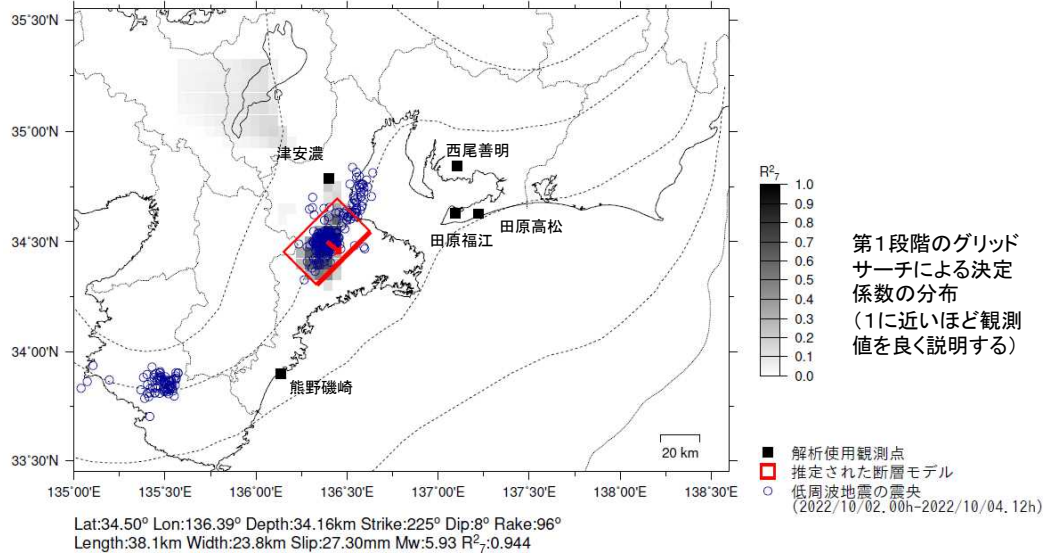 35°30'N
35°00'N
34°30'N
34°00'N
33°30'N
135°00'E
135°30'E
136°00'E
136°30'E
137°00'E
137°30'E
138°00'E
138°30'E
津安濃
西尾善明
田原福江
田原高松
熊野磯崎
20 km
R²₇
1.0
0.9
0.8
0.7
0.6
0.5
0.4
0.3
0.2
0.1
0.0
第1段階のグリッド
サーチによる決定
係数の分布
(1に近いほど観測
値を良く説明する)
解析使用観測点
推定された断層モデル
低周波地震の震央
(2022/10/02.00h-2022/10/04.12h)
Lat:34.50º Lon:136.39º Depth:34.16km Strike:225º Dip:8º Rake:96º
Length:38.1km Width:23.8km Slip:27.30mm Mw:5.93 R²₇:0.944